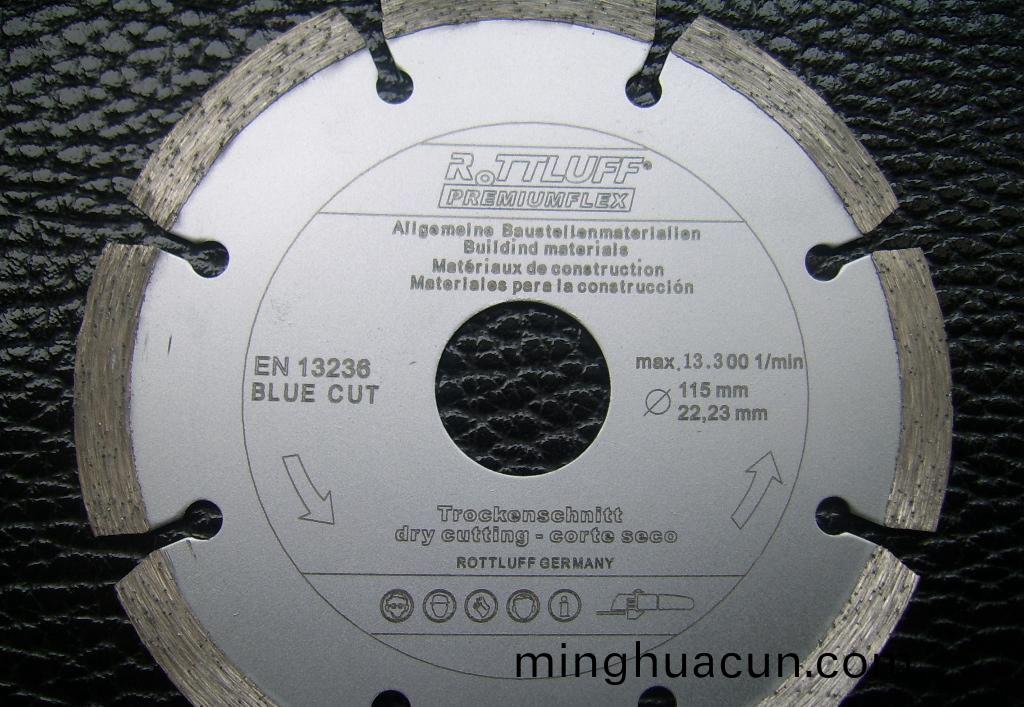 ROTTLUFF®
PREMIUMFLEX
Allgemeine Baustellenmaterialien
Buildind materials
Matériaux de construction
Materiales para la construcción
EN 13236
BLUE CUT
max.13.300 1/min
115 mm
22,23 mm
Trockenschnitt
dry cutting - corte seco
ROTTLUFF GERMANY
minghuacun.com